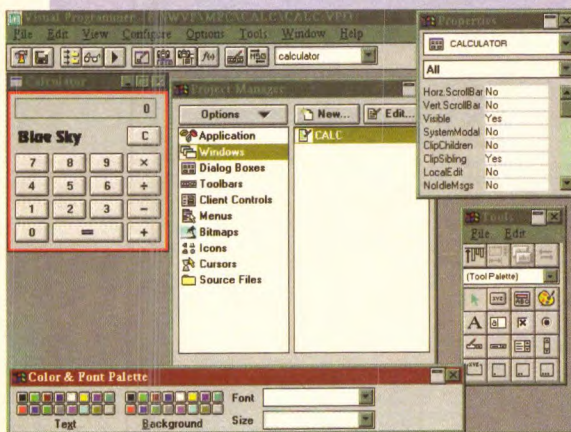 Visual Programmer
File Edit View Configure Options Tools Window Help
calculator
Calculator
0
Blue Sky C
7 8 9 ×
4 5 6 ÷
1 2 3 −
0 = +
Project Manager
Options New... Edit...
Application
Windows
Dialog Boxes
Toolbars
Client Controls
Menus
Bitmaps
Icons
Cursors
Source Files
CALC
Properties
CALCULATOR
All
Horz.ScrollBar No
Vert.ScrollBar No
Visible Yes
SystemModal No
ClipChildren No
ClipSibling Yes
LocalEdit No
NoIdleMsgs No
Tools
File Edit
(Tool Palette)
Color & Font Palette
Text Background
Font
Size